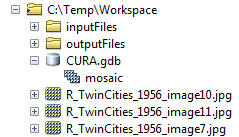 C:\Temp\Workspace
inputFiles
outputFiles
CURA.gdb
mosaic
R_TwinCities_1956_image10.jpg
R_TwinCities_1956_image11.jpg
R_TwinCities_1956_image7.jpg